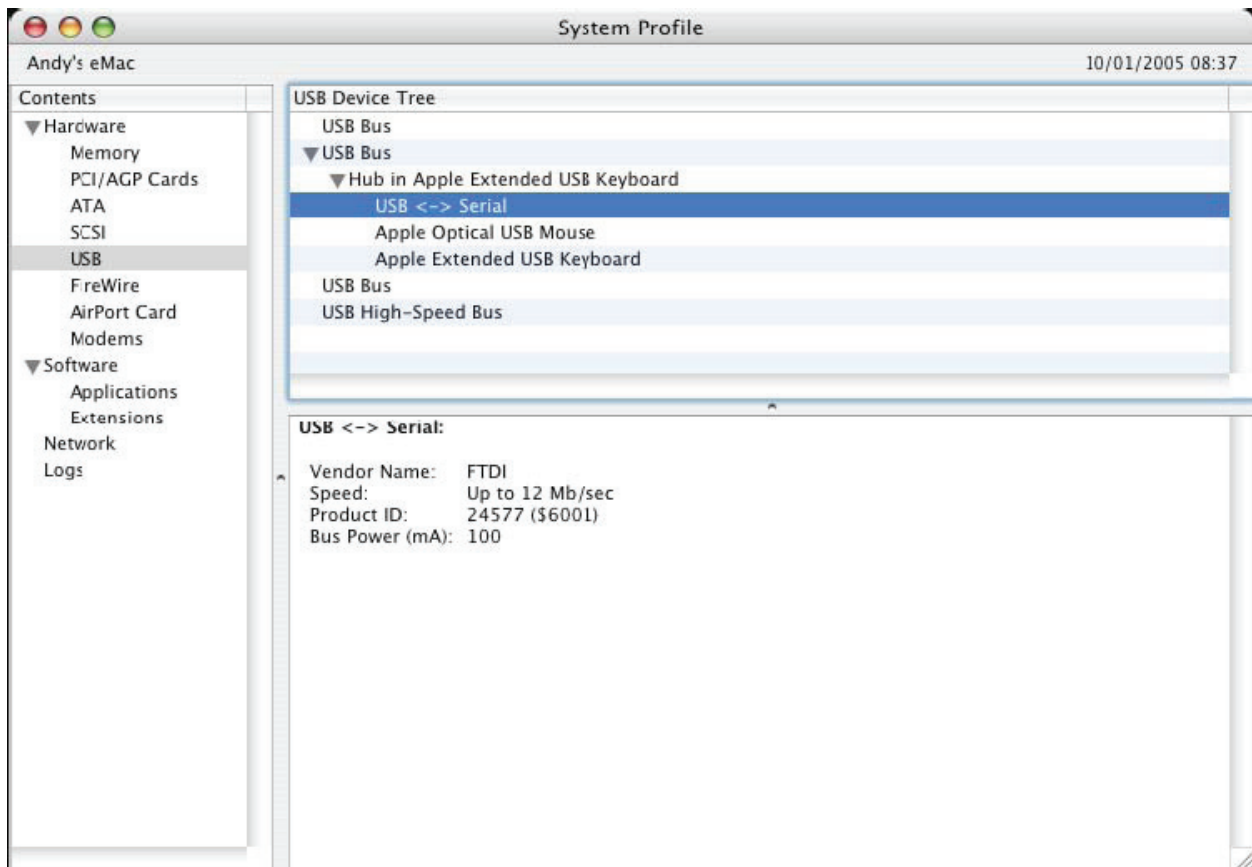 System Profile
Andy's eMac
10/01/2005 08:37
Contents
Hardware
Memory
PCI/AGP Cards
ATA
SCSI
USB
FireWire
AirPort Card
Modems
Software
Applications
Extensions
Network
Logs
USB Device Tree
USB Bus
USB Bus
Hub in Apple Extended USB Keyboard
USB <-> Serial
Apple Optical USB Mouse
Apple Extended USB Keyboard
USB Bus
USB High-Speed Bus
USB <-> Serial:
Vendor Name: FTDI
Speed: Up to 12 Mb/sec
Product ID: 24577 ($6001)
Bus Power (mA): 100